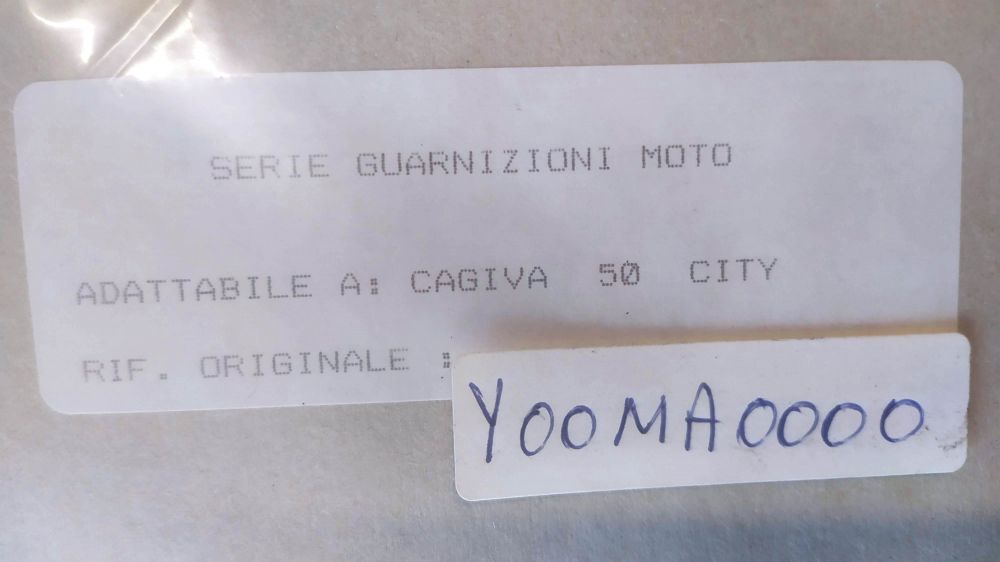 SERIE GUARNIZIONI MOTO
ADATTABILE A: CAGIVA 50 CITY
RIF. ORIGINALE :
Y00MA0000